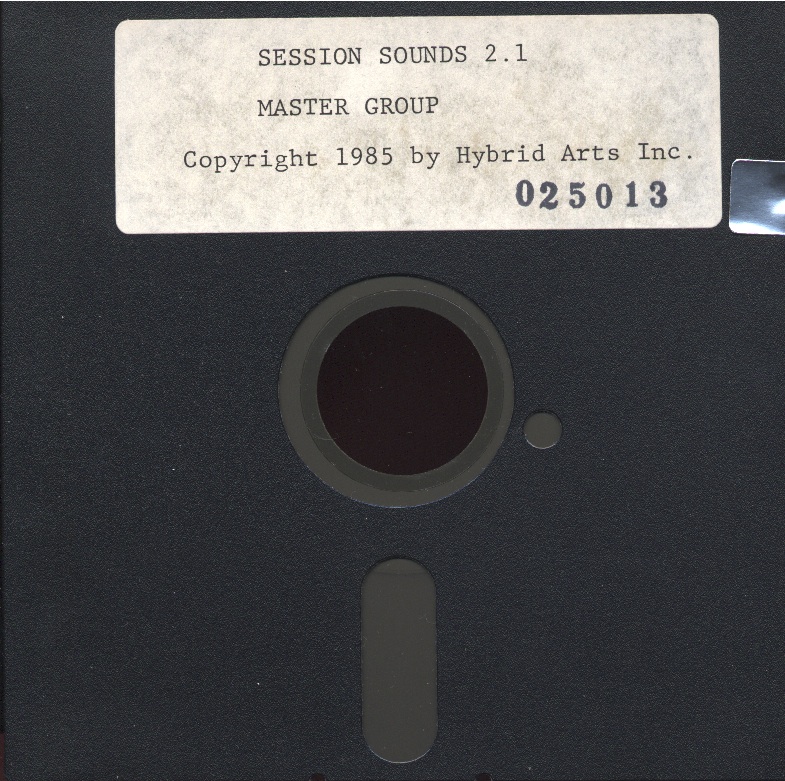 SESSION SOUNDS 2.1
MASTER GROUP
Copyright 1985 by Hybrid Arts Inc.
025013